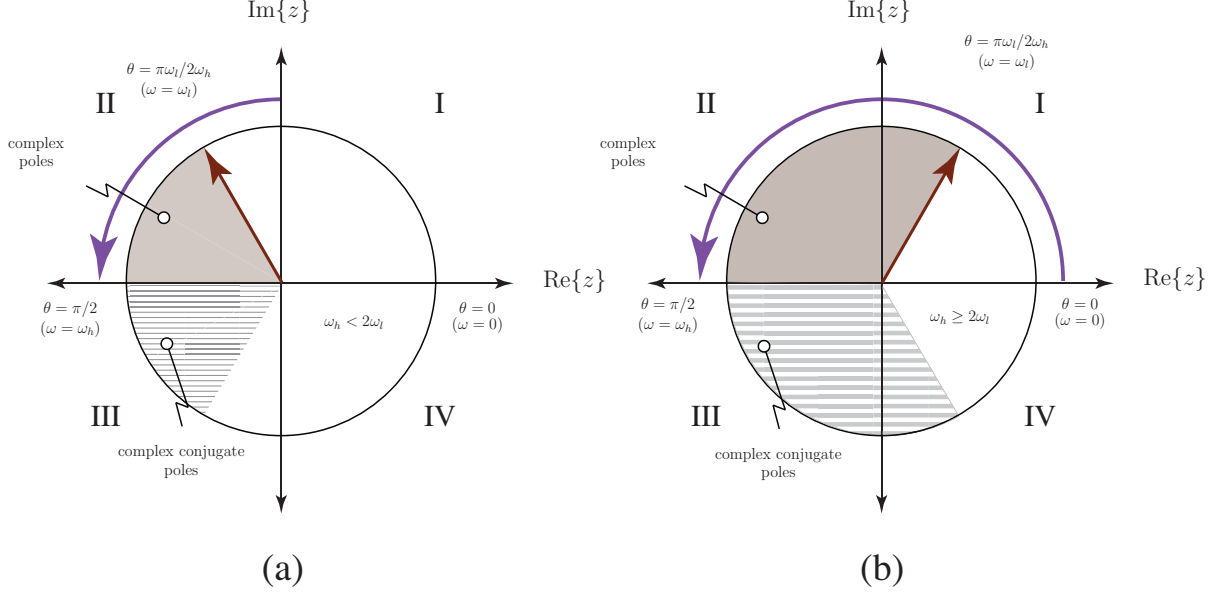 Im{z}
θ = πω_l/2ω_h
(ω = ω_l)
II
I
complex
poles
Re{z}
θ = π/2
(ω = ω_h)
ω_h < 2ω_l
θ = 0
(ω = 0)
III
IV
complex conjugate
poles
(a)
Im{z}
θ = πω_l/2ω_h
(ω = ω_l)
II
I
complex
poles
Re{z}
θ = π/2
(ω = ω_h)
ω_h ≥ 2ω_l
θ = 0
(ω = 0)
III
IV
complex conjugate
poles
(b)